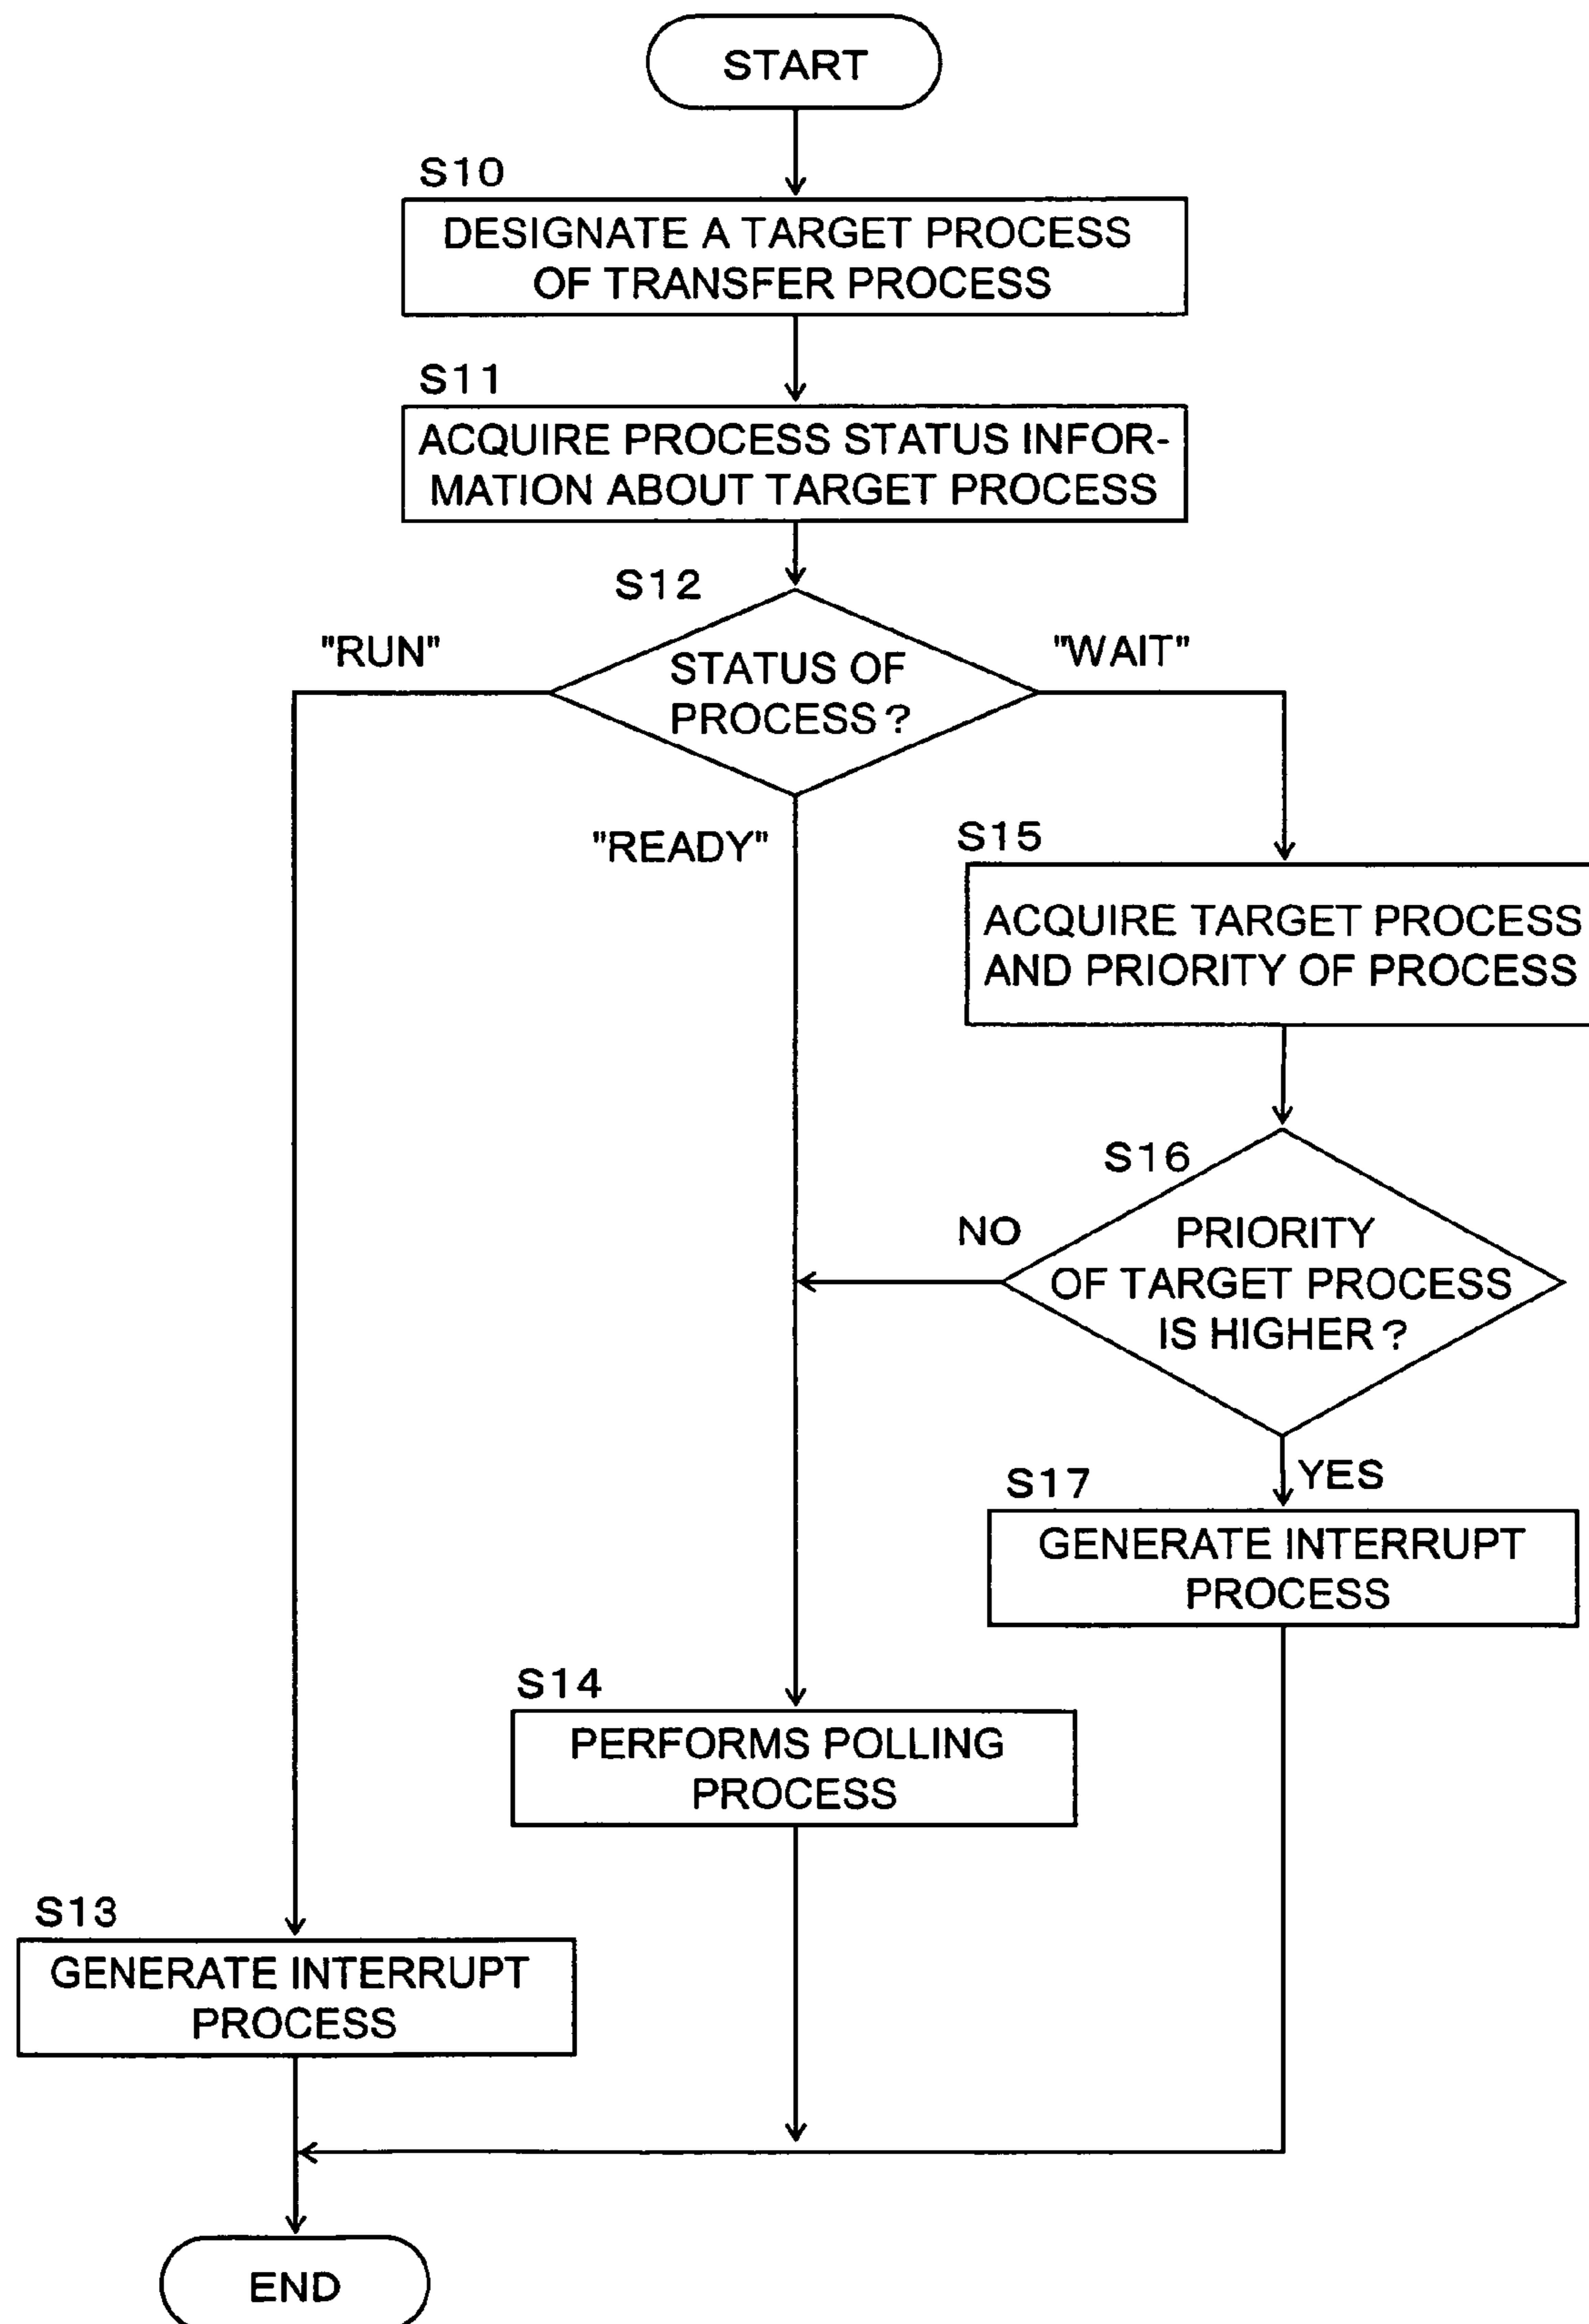 START
S10
DESIGNATE A TARGET PROCESS
OF TRANSFER PROCESS
S11
ACQUIRE PROCESS STATUS INFOR-
MATION ABOUT TARGET PROCESS
S12
"RUN"
STATUS OF
PROCESS?
"WAIT"
"READY"
S15
ACQUIRE TARGET PROCESS
AND PRIORITY OF PROCESS
S16
NO
PRIORITY
OF TARGET PROCESS
IS HIGHER?
YES
S17
GENERATE INTERRUPT
PROCESS
S14
PERFORMS POLLING
PROCESS
S13
GENERATE INTERRUPT
PROCESS
END